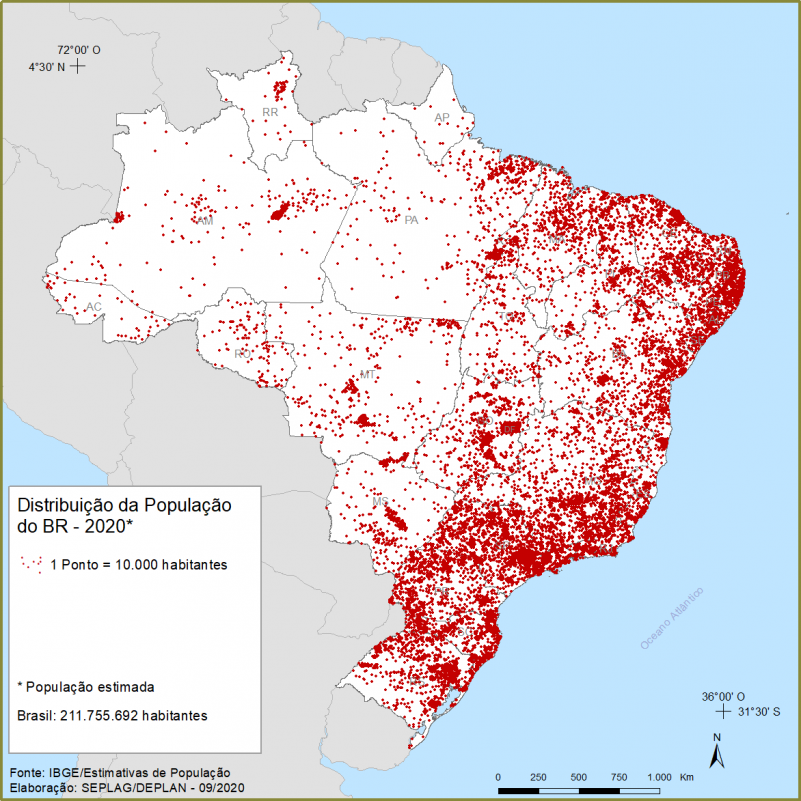 72°00' O
4°30' N
RR
AP
AM
PA
AC
RO
MT
TO
BA
DF
MS
Distribuição da População
do BR - 2020*
1 Ponto = 10.000 habitantes
* População estimada
Brasil: 211.755.692 habitantes
Oceano Atlântico
36°00' O
31°30' S
N
Fonte: IBGE/Estimativas de População
Elaboração: SEPLAG/DEPLAN - 09/2020
0 250 500 750 1.000 Km